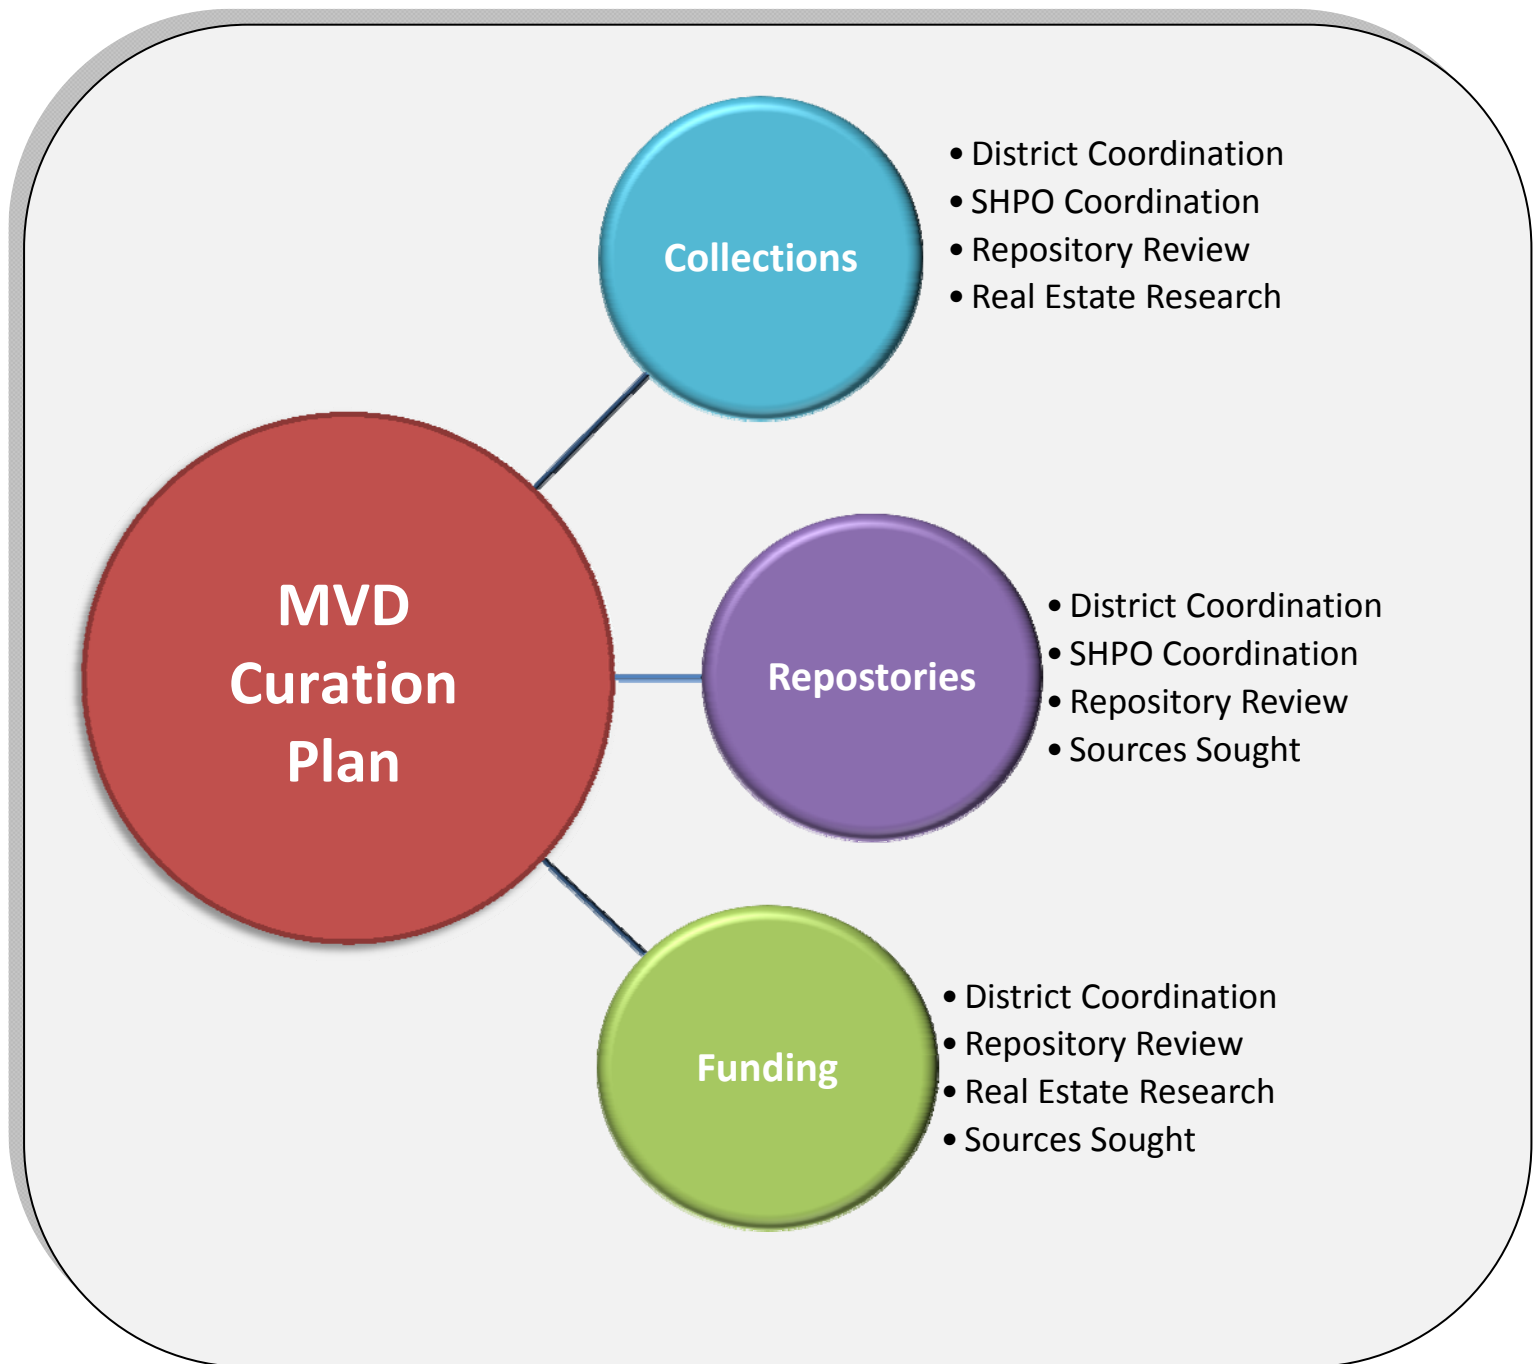 Collections
• District Coordination
• SHPO Coordination
• Repository Review
• Real Estate Research
MVD
Curation
Plan
Repostories
• District Coordination
• SHPO Coordination
• Repository Review
• Sources Sought
Funding
• District Coordination
• Repository Review
• Real Estate Research
• Sources Sought